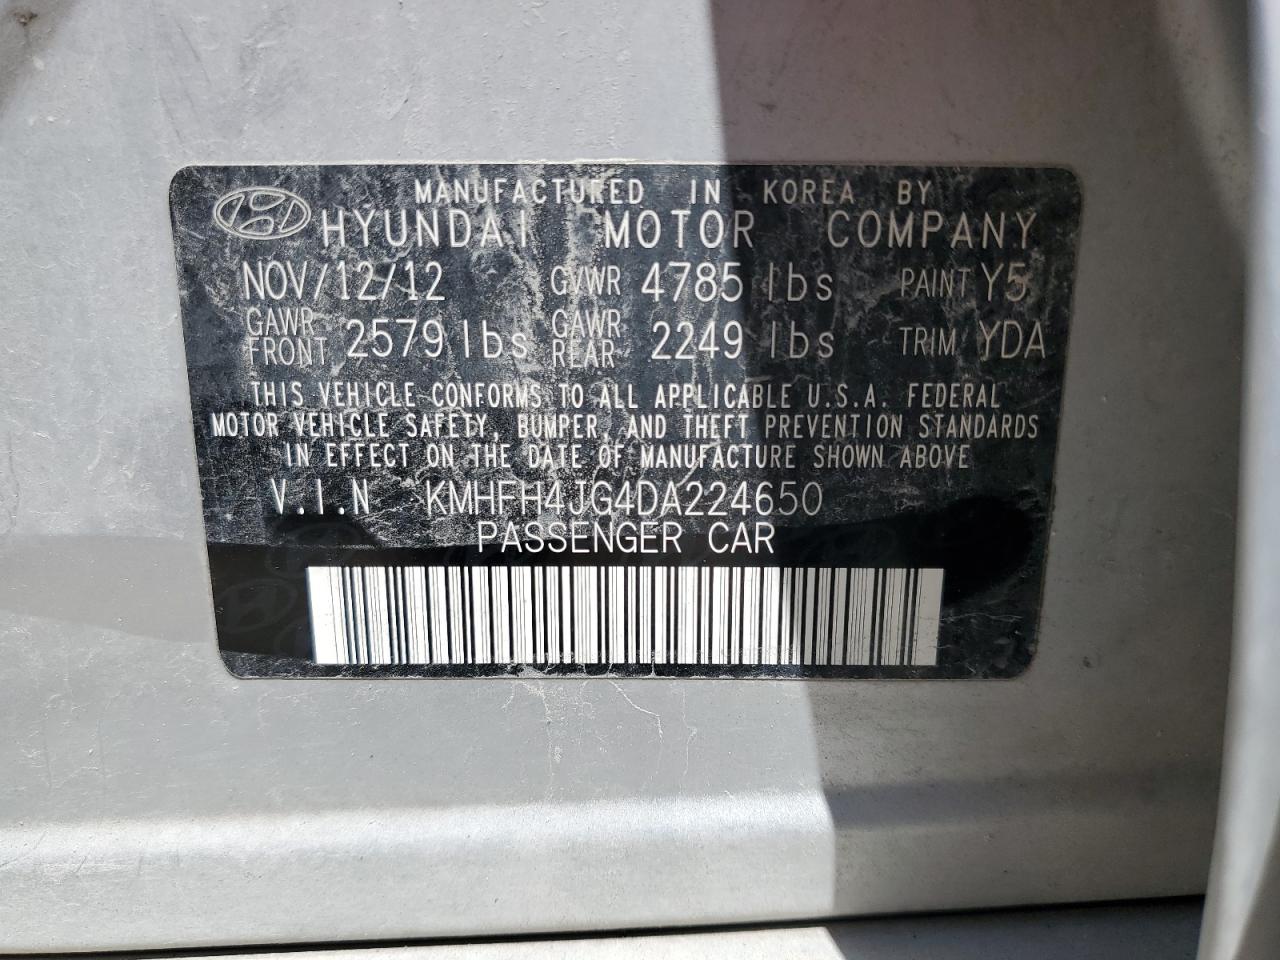 MANUFACTURED IN KOREA BY
HYUNDAI MOTOR COMPANY
NOV/12/12 GVWR 4785 lbs PAINT Y5
GAWR FRONT 2579 lbs GAWR REAR 2249 lbs TRIM YDA
THIS VEHICLE CONFORMS TO ALL APPLICABLE U.S.A. FEDERAL
MOTOR VEHICLE SAFETY, BUMPER, AND THEFT PREVENTION STANDARDS
IN EFFECT ON THE DATE OF MANUFACTURE SHOWN ABOVE
V.I.N KMHFH4JG4DA224650
PASSENGER CAR